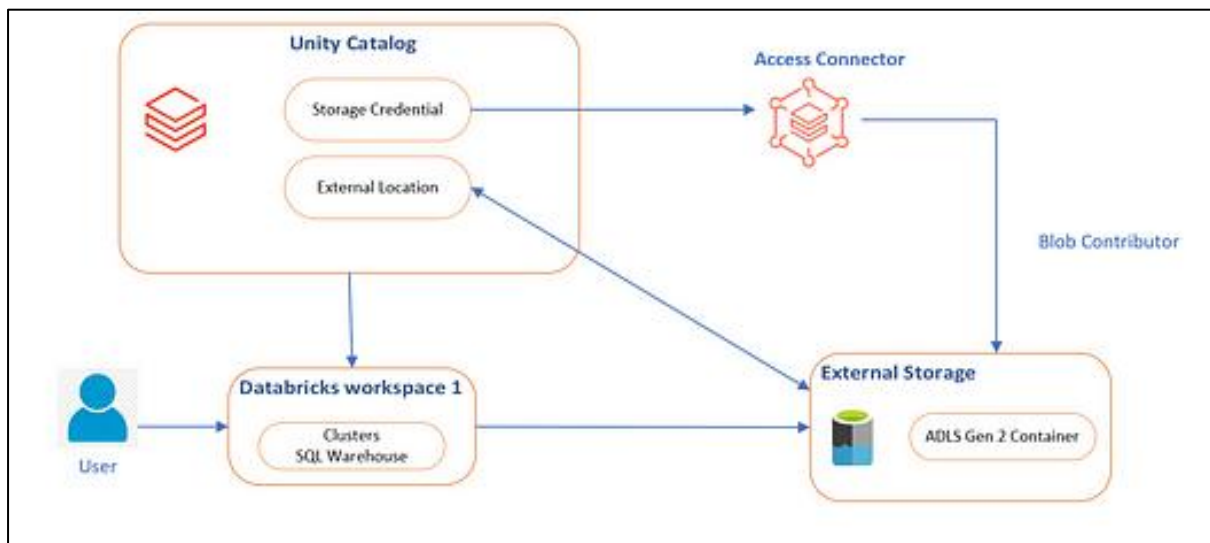 Unity Catalog
Storage Credential
External Location
Access Connector
Blob Contributor
User
Databricks workspace 1
Clusters
SQL Warehouse
External Storage
ADLS Gen 2 Container